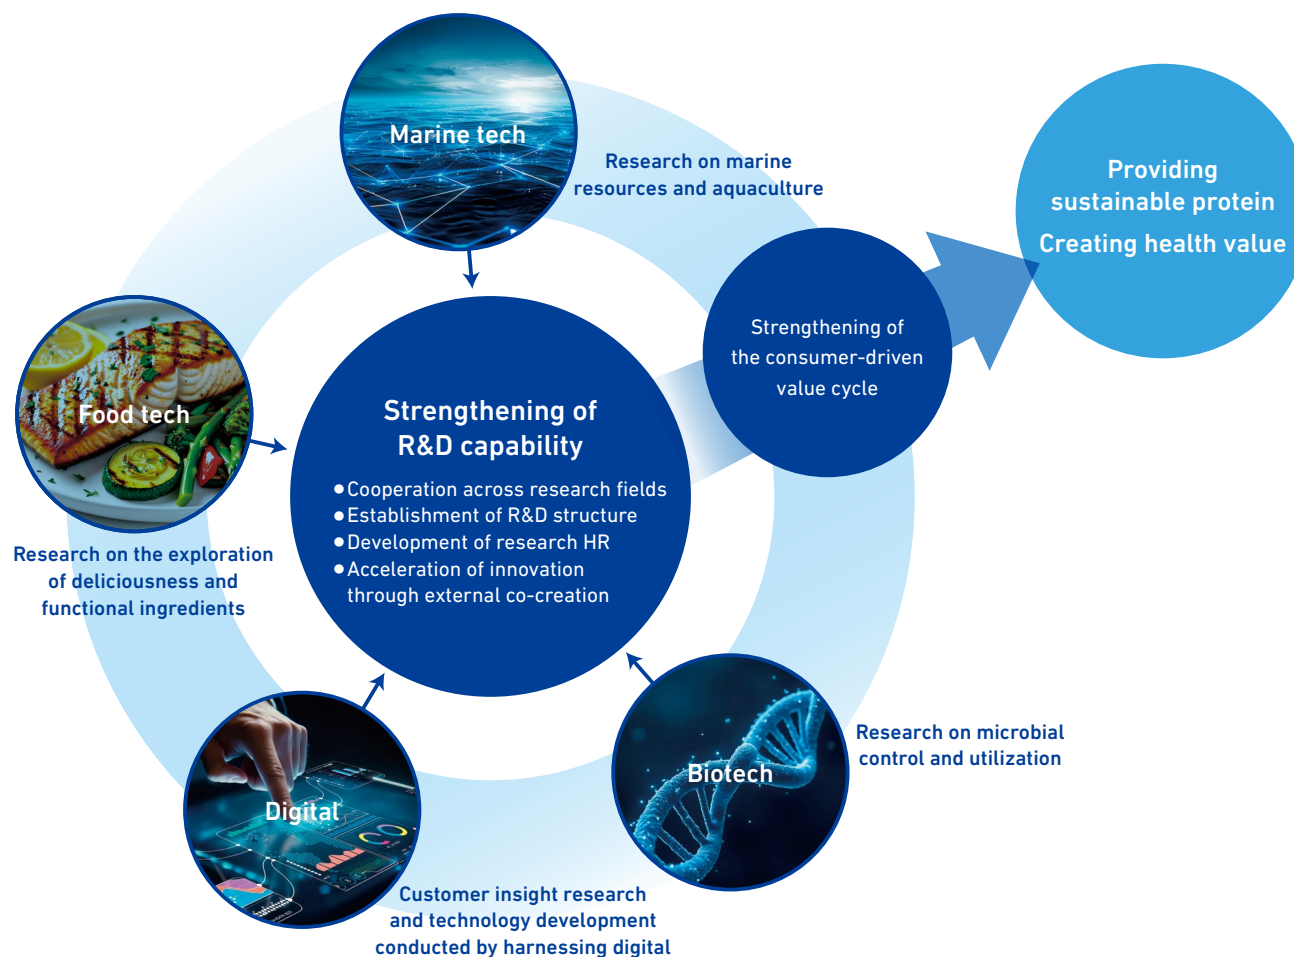 Marine tech
Research on marine
resources and aquaculture
Providing
sustainable protein
Creating health value
Strengthening of
the consumer-driven
value cycle
Food tech
Research on the exploration
of deliciousness and
functional ingredients
Strengthening of
R&D capability
●Cooperation across research fields
●Establishment of R&D structure
●Development of research HR
●Acceleration of innovation
through external co-creation
Digital
Customer insight research
and technology development
conducted by harnessing digital
Biotech
Research on microbial
control and utilization